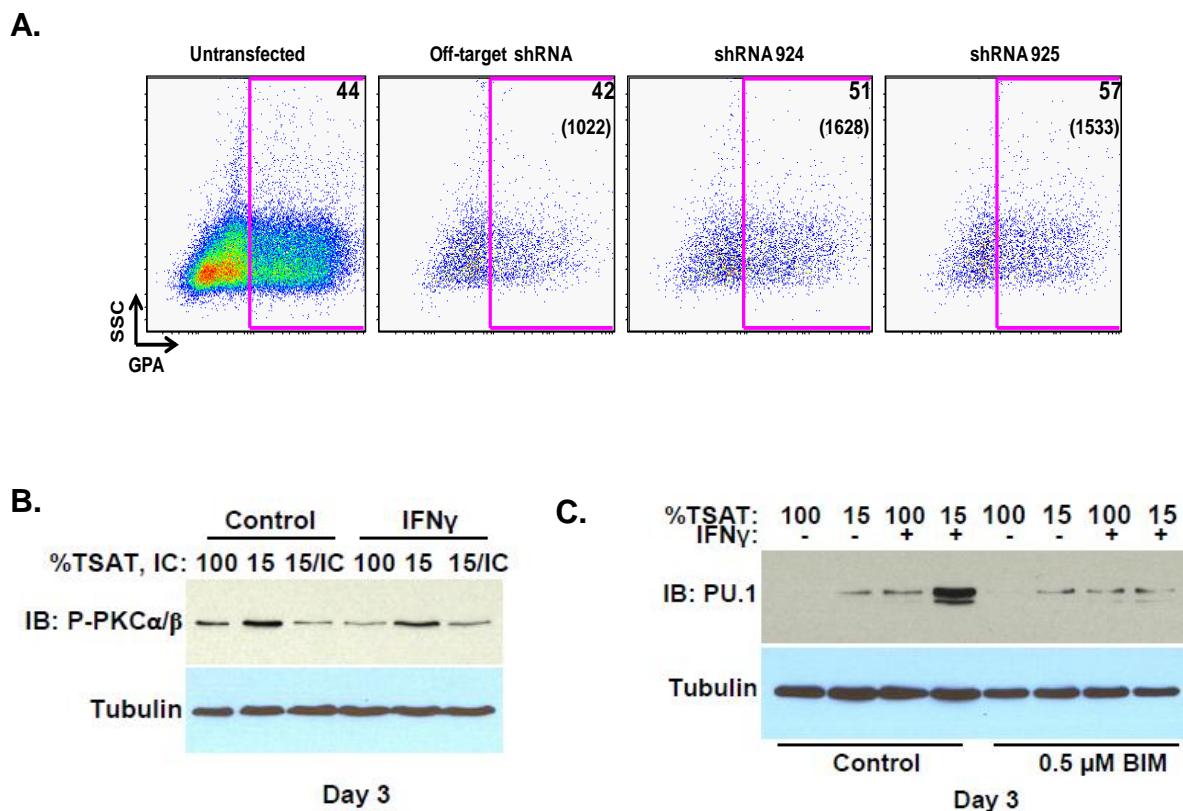 A.
Untransfected Off-target shRNA shRNA 924 shRNA 925
44 42 51 57
(1022) (1628) (1533)
SSC
GPA
B.
Control IFNγ
%TSAT, IC: 100 15 15/IC 100 15 15/IC
IB: P-PKCα/β
Tubulin
Day 3
C.
%TSAT: 100 15 100 15 100 15 100 15
IFNγ: - - + + - - + +
IB: PU.1
Tubulin
Control 0.5 µM BIM
Day 3